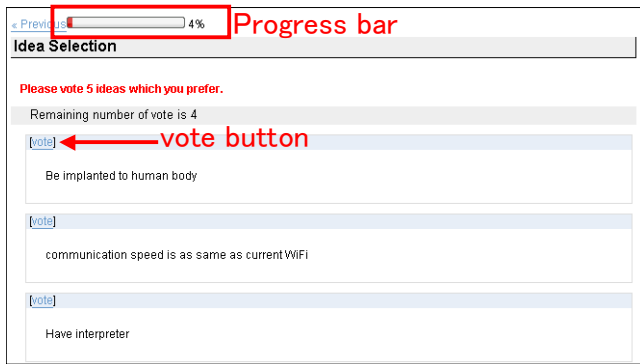 « Previous 4% Progress bar
Idea Selection
Please vote 5 ideas which you prefer.
Remaining number of vote is 4
[vote] vote button
Be implanted to human body
[vote]
communication speed is as same as current WiFi
[vote]
Have interpreter